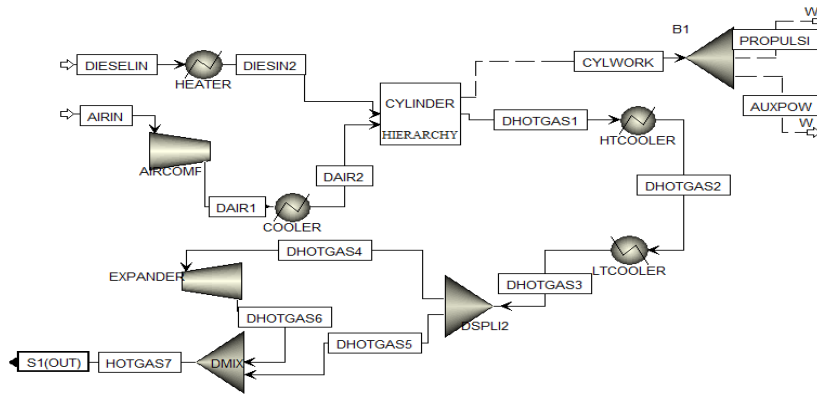 W
B1
PROPULSI
DIESELIN
DIESIN2
CYLWORK
HEATER
CYLINDER
AUXPOW
AIRIN
DHOTGAS1
W
HIERARCHY
HTCOOLER
AIRCOMF
DAIR2
DHOTGAS2
DAIR1
COOLER
DHOTGAS4
EXPANDER
LTCOOLER
DHOTGAS3
DHOTGAS6
DSPLI2
DHOTGAS5
S1(OUT)
HOTGAS7
DMIX